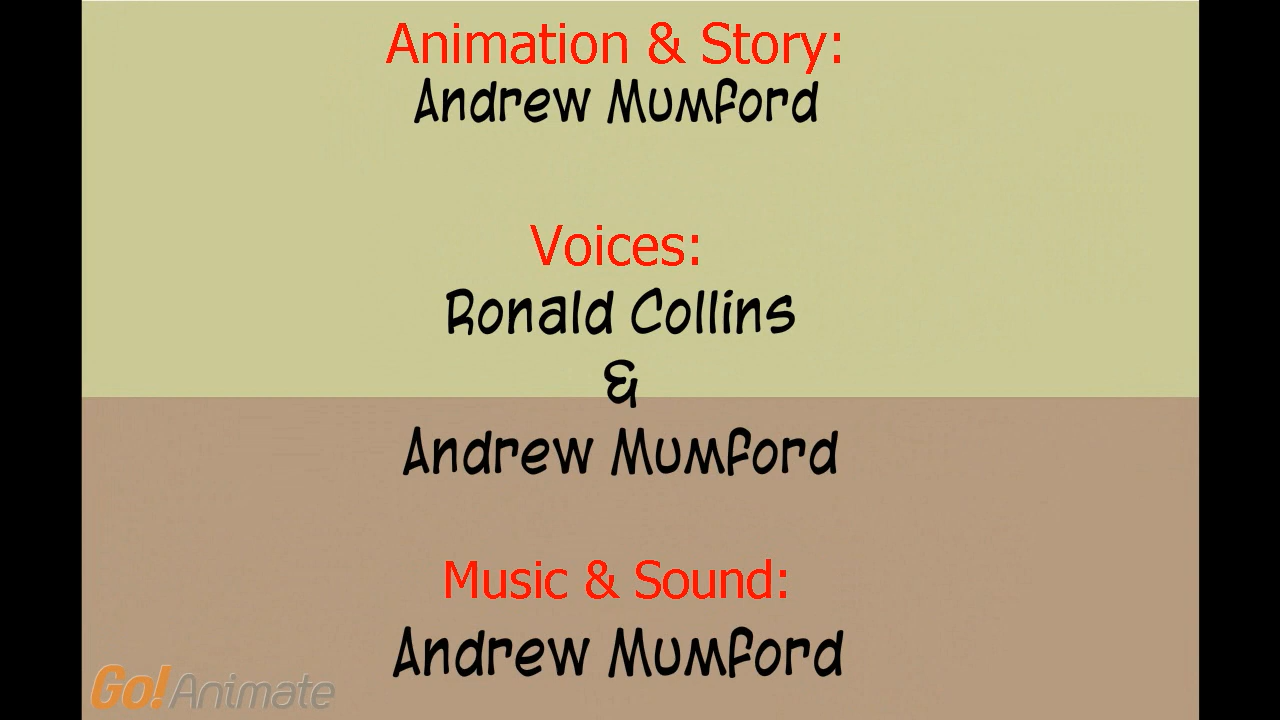 Animation & Story:
Andrew Mumford
Voices:
Ronald Collins
&
Andrew Mumford
Music & Sound:
Andrew Mumford
Go!Animate